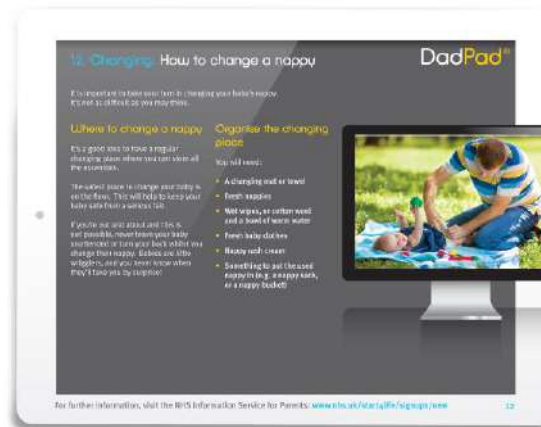 12. Changing: How to change a nappy
DadPad®
It is important to take your turn in changing your baby's nappy.
It's not as difficult as you may think.
Where to change a nappy
It's a good idea to have a regular
changing place where you can store all
the essentials.
The safest place to change your baby is
on the floor. This will help to keep your
baby safe from a serious fall.
If you're out and about and this is
not possible, never leave your baby
unattended or turn your back whilst you
change their nappy. Babies are little
wrigglers, and you never know when
they'll take you by surprise!
Organise the changing
place
You will need:
• A changing mat or towel
• Fresh nappies
• Wet wipes, or cotton wool
and a bowl of warm water
• Fresh baby clothes
• Nappy rash cream
• Something to put the used
nappy in (e.g. a nappy sack,
or a nappy bucket)
For further information, visit the NHS Information Service for Parents: www.nhs.uk/start4life/signups/new
12